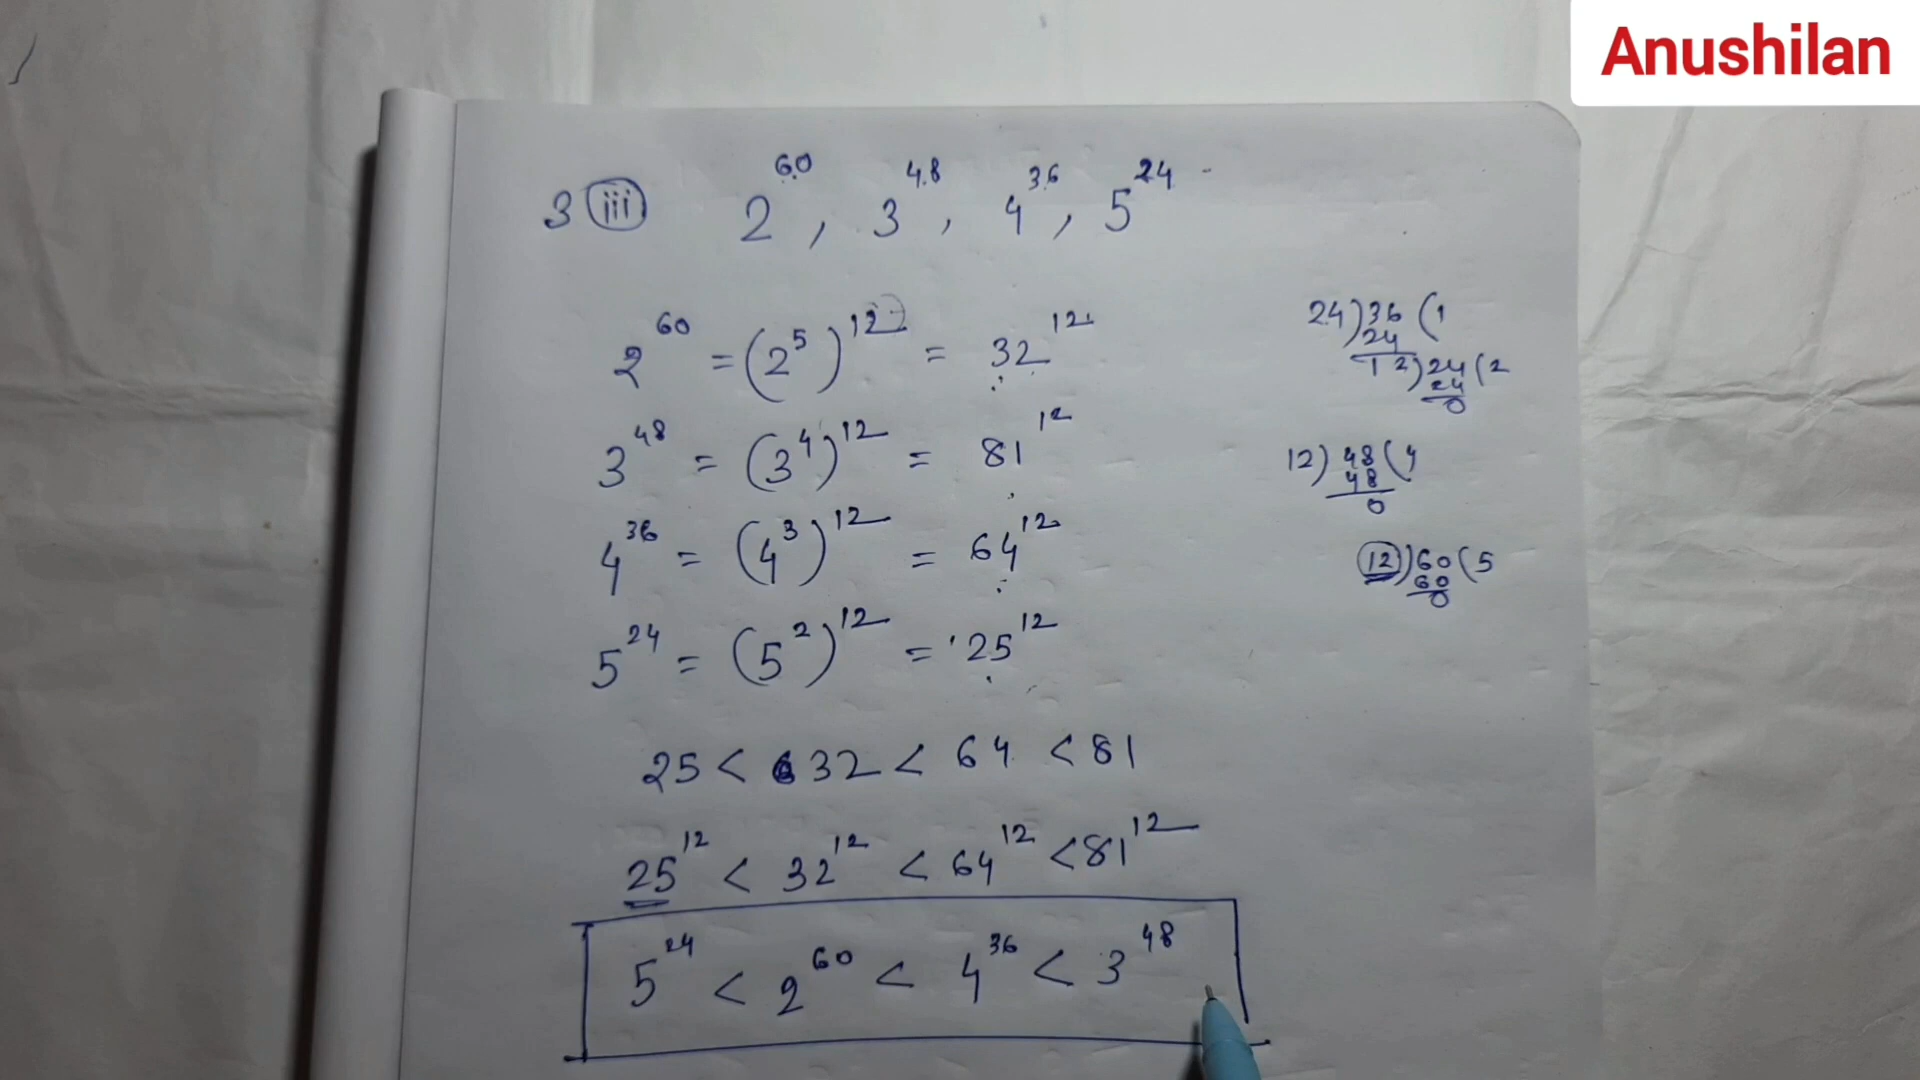 Anushilan
3 (iii) 2^60, 3^48, 4^36, 5^24
2^60 = (2^5)^12 = 32^12
3^48 = (3^4)^12 = 81^12
4^36 = (4^3)^12 = 64^12
5^24 = (5^2)^12 = 25^12
24)36(1
24
12)24(2
24
0
12)48(4
48
0
12)60(5
60
0
25 < 32 < 64 < 81
25^12 < 32^12 < 64^12 < 81^12
5^24 < 2^60 < 4^36 < 3^48